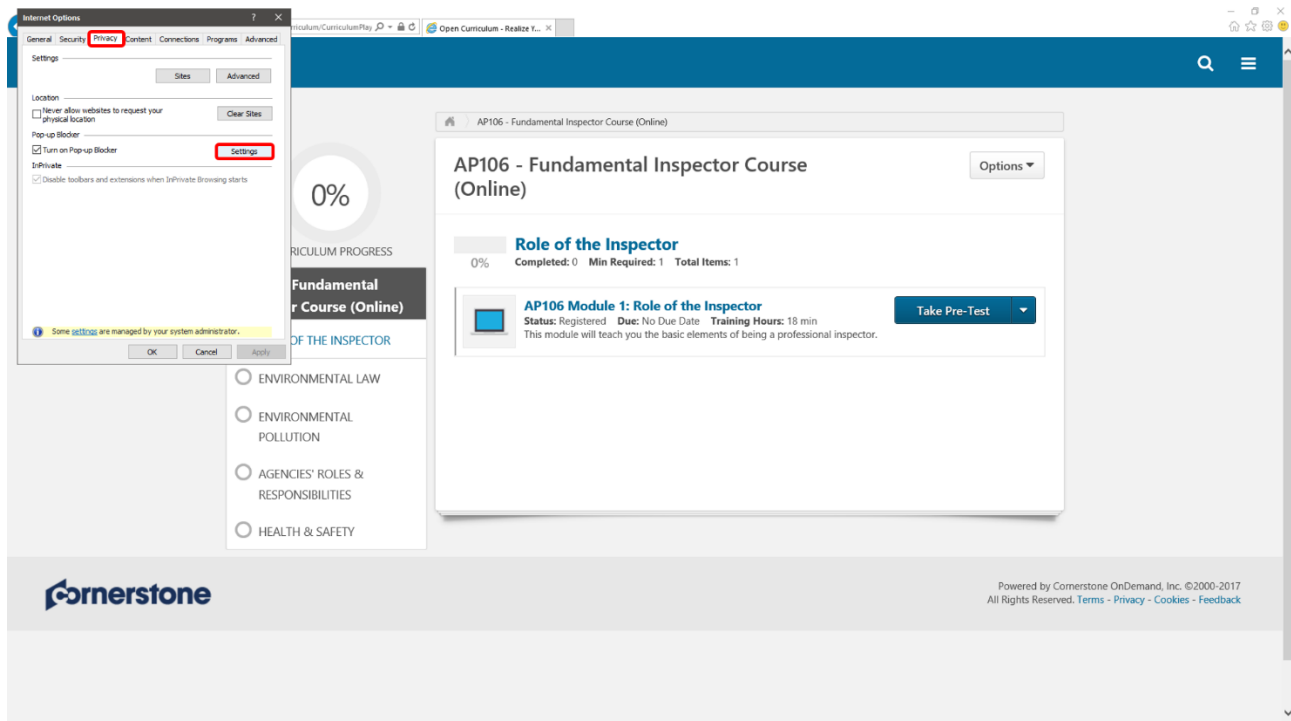 Internet Options
General Security Privacy Content Connections Programs Advanced
Settings
Sites Advanced
Location
Never allow websites to request your
physical location
Clear Sites
Pop-up Blocker
Turn on Pop-up Blocker
Settings
InPrivate
Disable toolbars and extensions when InPrivate Browsing starts
Some settings are managed by your system administrator.
OK Cancel Apply
riculum/CurriculumPlay
Open Curriculum - Realize Y...
AP106 - Fundamental Inspector Course (Online)
0%
RICULUM PROGRESS
Fundamental
r Course (Online)
OF THE INSPECTOR
ENVIRONMENTAL LAW
ENVIRONMENTAL
POLLUTION
AGENCIES' ROLES &
RESPONSIBILITIES
HEALTH & SAFETY
AP106 - Fundamental Inspector Course
(Online)
Options
Role of the Inspector
0%
Completed: 0 Min Required: 1 Total Items: 1
AP106 Module 1: Role of the Inspector
Status: Registered Due: No Due Date Training Hours: 18 min
This module will teach you the basic elements of being a professional inspector.
Take Pre-Test
cornerstone
Powered by Cornerstone OnDemand, Inc. ©2000-2017
All Rights Reserved. Terms - Privacy - Cookies - Feedback